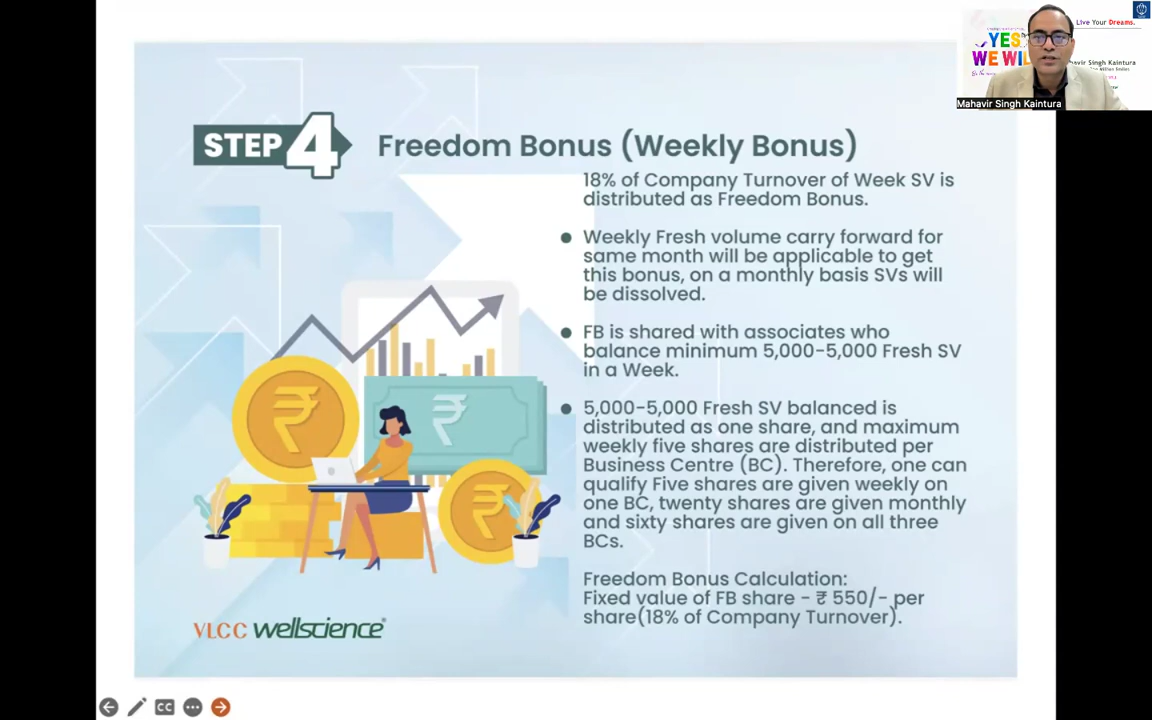 Live Your Dreams.
YES
WE WIL
Mahavir Singh Kaintura
STEP 4
Freedom Bonus (Weekly Bonus)
18% of Company Turnover of Week SV is
distributed as Freedom Bonus.
Weekly Fresh volume carry forward for
same month will be applicable to get
this bonus, on a monthly basis SVs will
be dissolved.
FB is shared with associates who
balance minimum 5,000-5,000 Fresh SV
in a Week.
5,000-5,000 Fresh SV balanced is
distributed as one share, and maximum
weekly five shares are distributed per
Business Centre (BC). Therefore, one can
qualify Five shares are given weekly on
one BC, twenty shares are given monthly
and sixty shares are given on all three
BCs.
Freedom Bonus Calculation:
Fixed value of FB share - ₹ 550/- per
share(18% of Company Turnover).
VLCC wellscience
CC